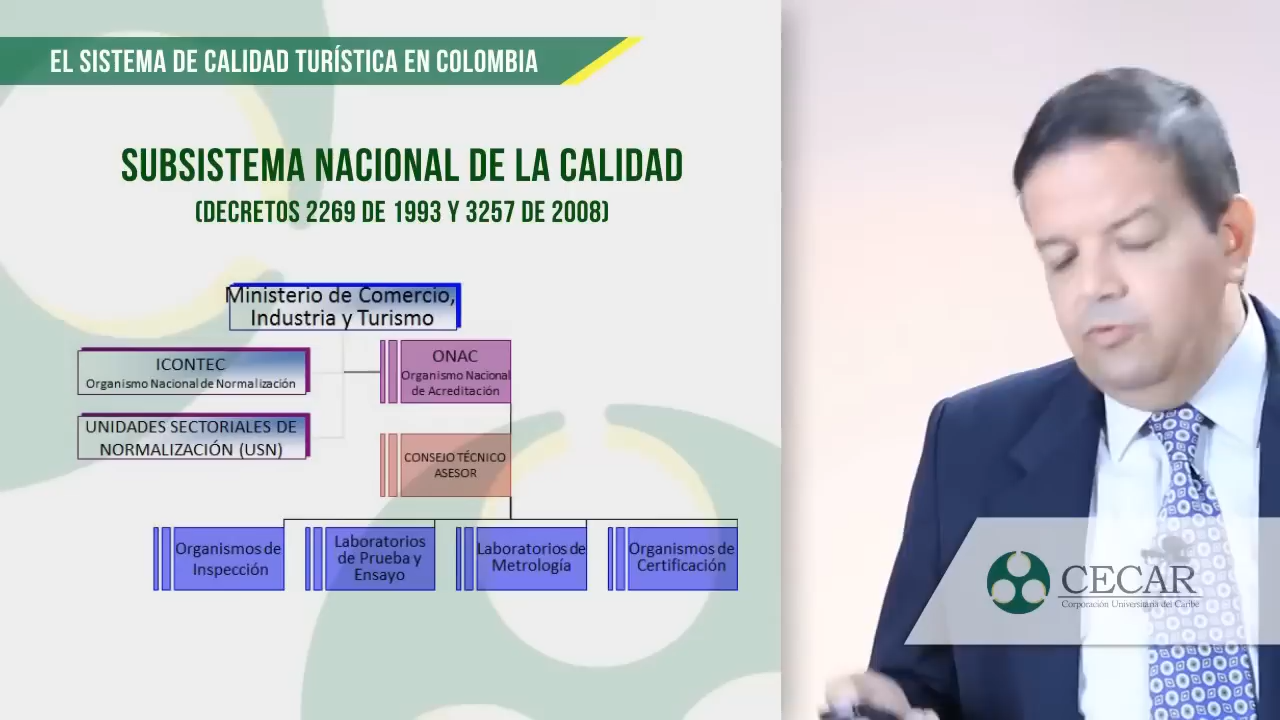 EL SISTEMA DE CALIDAD TURÍSTICA EN COLOMBIA
SUBSISTEMA NACIONAL DE LA CALIDAD
(DECRETOS 2269 DE 1993 Y 3257 DE 2008)
Ministerio de Comercio,
Industria y Turismo
ICONTEC
Organismo Nacional de Normalización
ONAC
Organismo Nacional
de Acreditación
UNIDADES SECTORIALES DE
NORMALIZACIÓN (USN)
CONSEJO TÉCNICO
ASESOR
Organismos de
Inspección
Laboratorios
de Prueba y
Ensayo
Laboratorios de
Metrología
Organismos de
Certificación
CECAR
Corporación Universitaria del Caribe